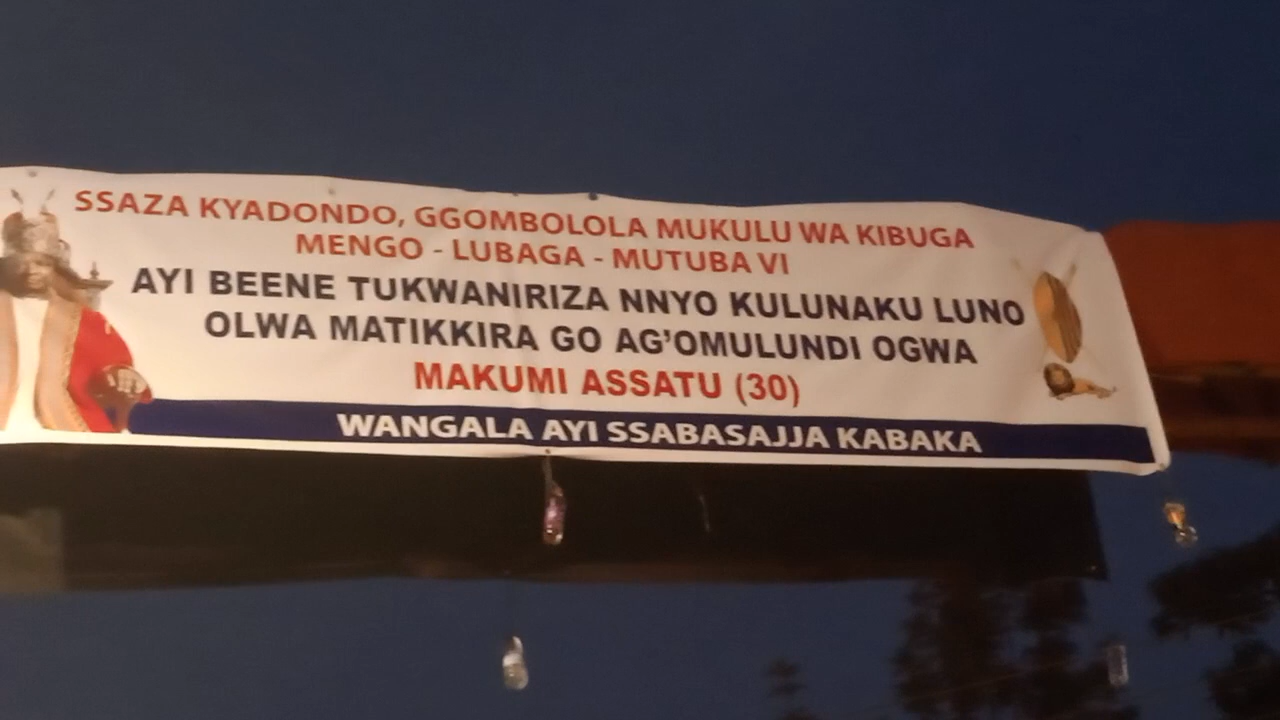 SSAZA KYADONDO, GGOMBOLOLA MUKULU WA KIBUGA
MENGO - LUBAGA - MUTUBA VI
AYI BEENE TUKWANIRIZA NNYO KULUNAKU LUNO
OLWA MATIKKIRA GO AG'OMULUNDI OGWA
MAKUMI ASSATU (30)
WANGALA AYI SSABASAJJA KABAKA